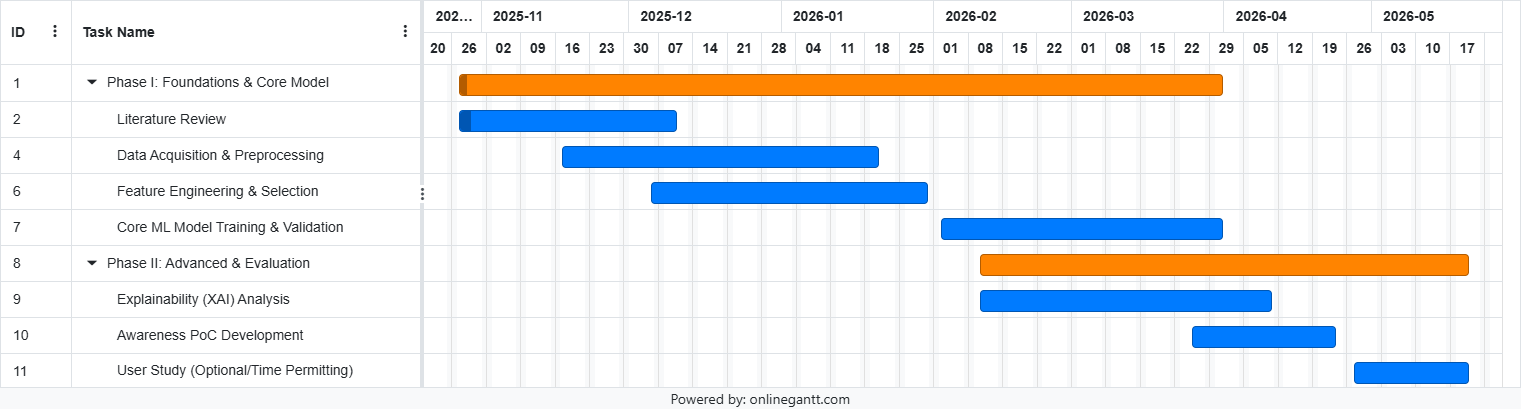 ID Task Name 202... 2025-11 2025-12 2026-01 2026-02 2026-03 2026-04 2026-05
20 26 02 09 16 23 30 07 14 21 28 04 11 18 25 01 08 15 22 01 08 15 22 29 05 12 19 26 03 10 17
1 Phase I: Foundations & Core Model
2 Literature Review
4 Data Acquisition & Preprocessing
6 Feature Engineering & Selection
7 Core ML Model Training & Validation
8 Phase II: Advanced & Evaluation
9 Explainability (XAI) Analysis
10 Awareness PoC Development
11 User Study (Optional/Time Permitting)
Powered by: onlinegantt.com